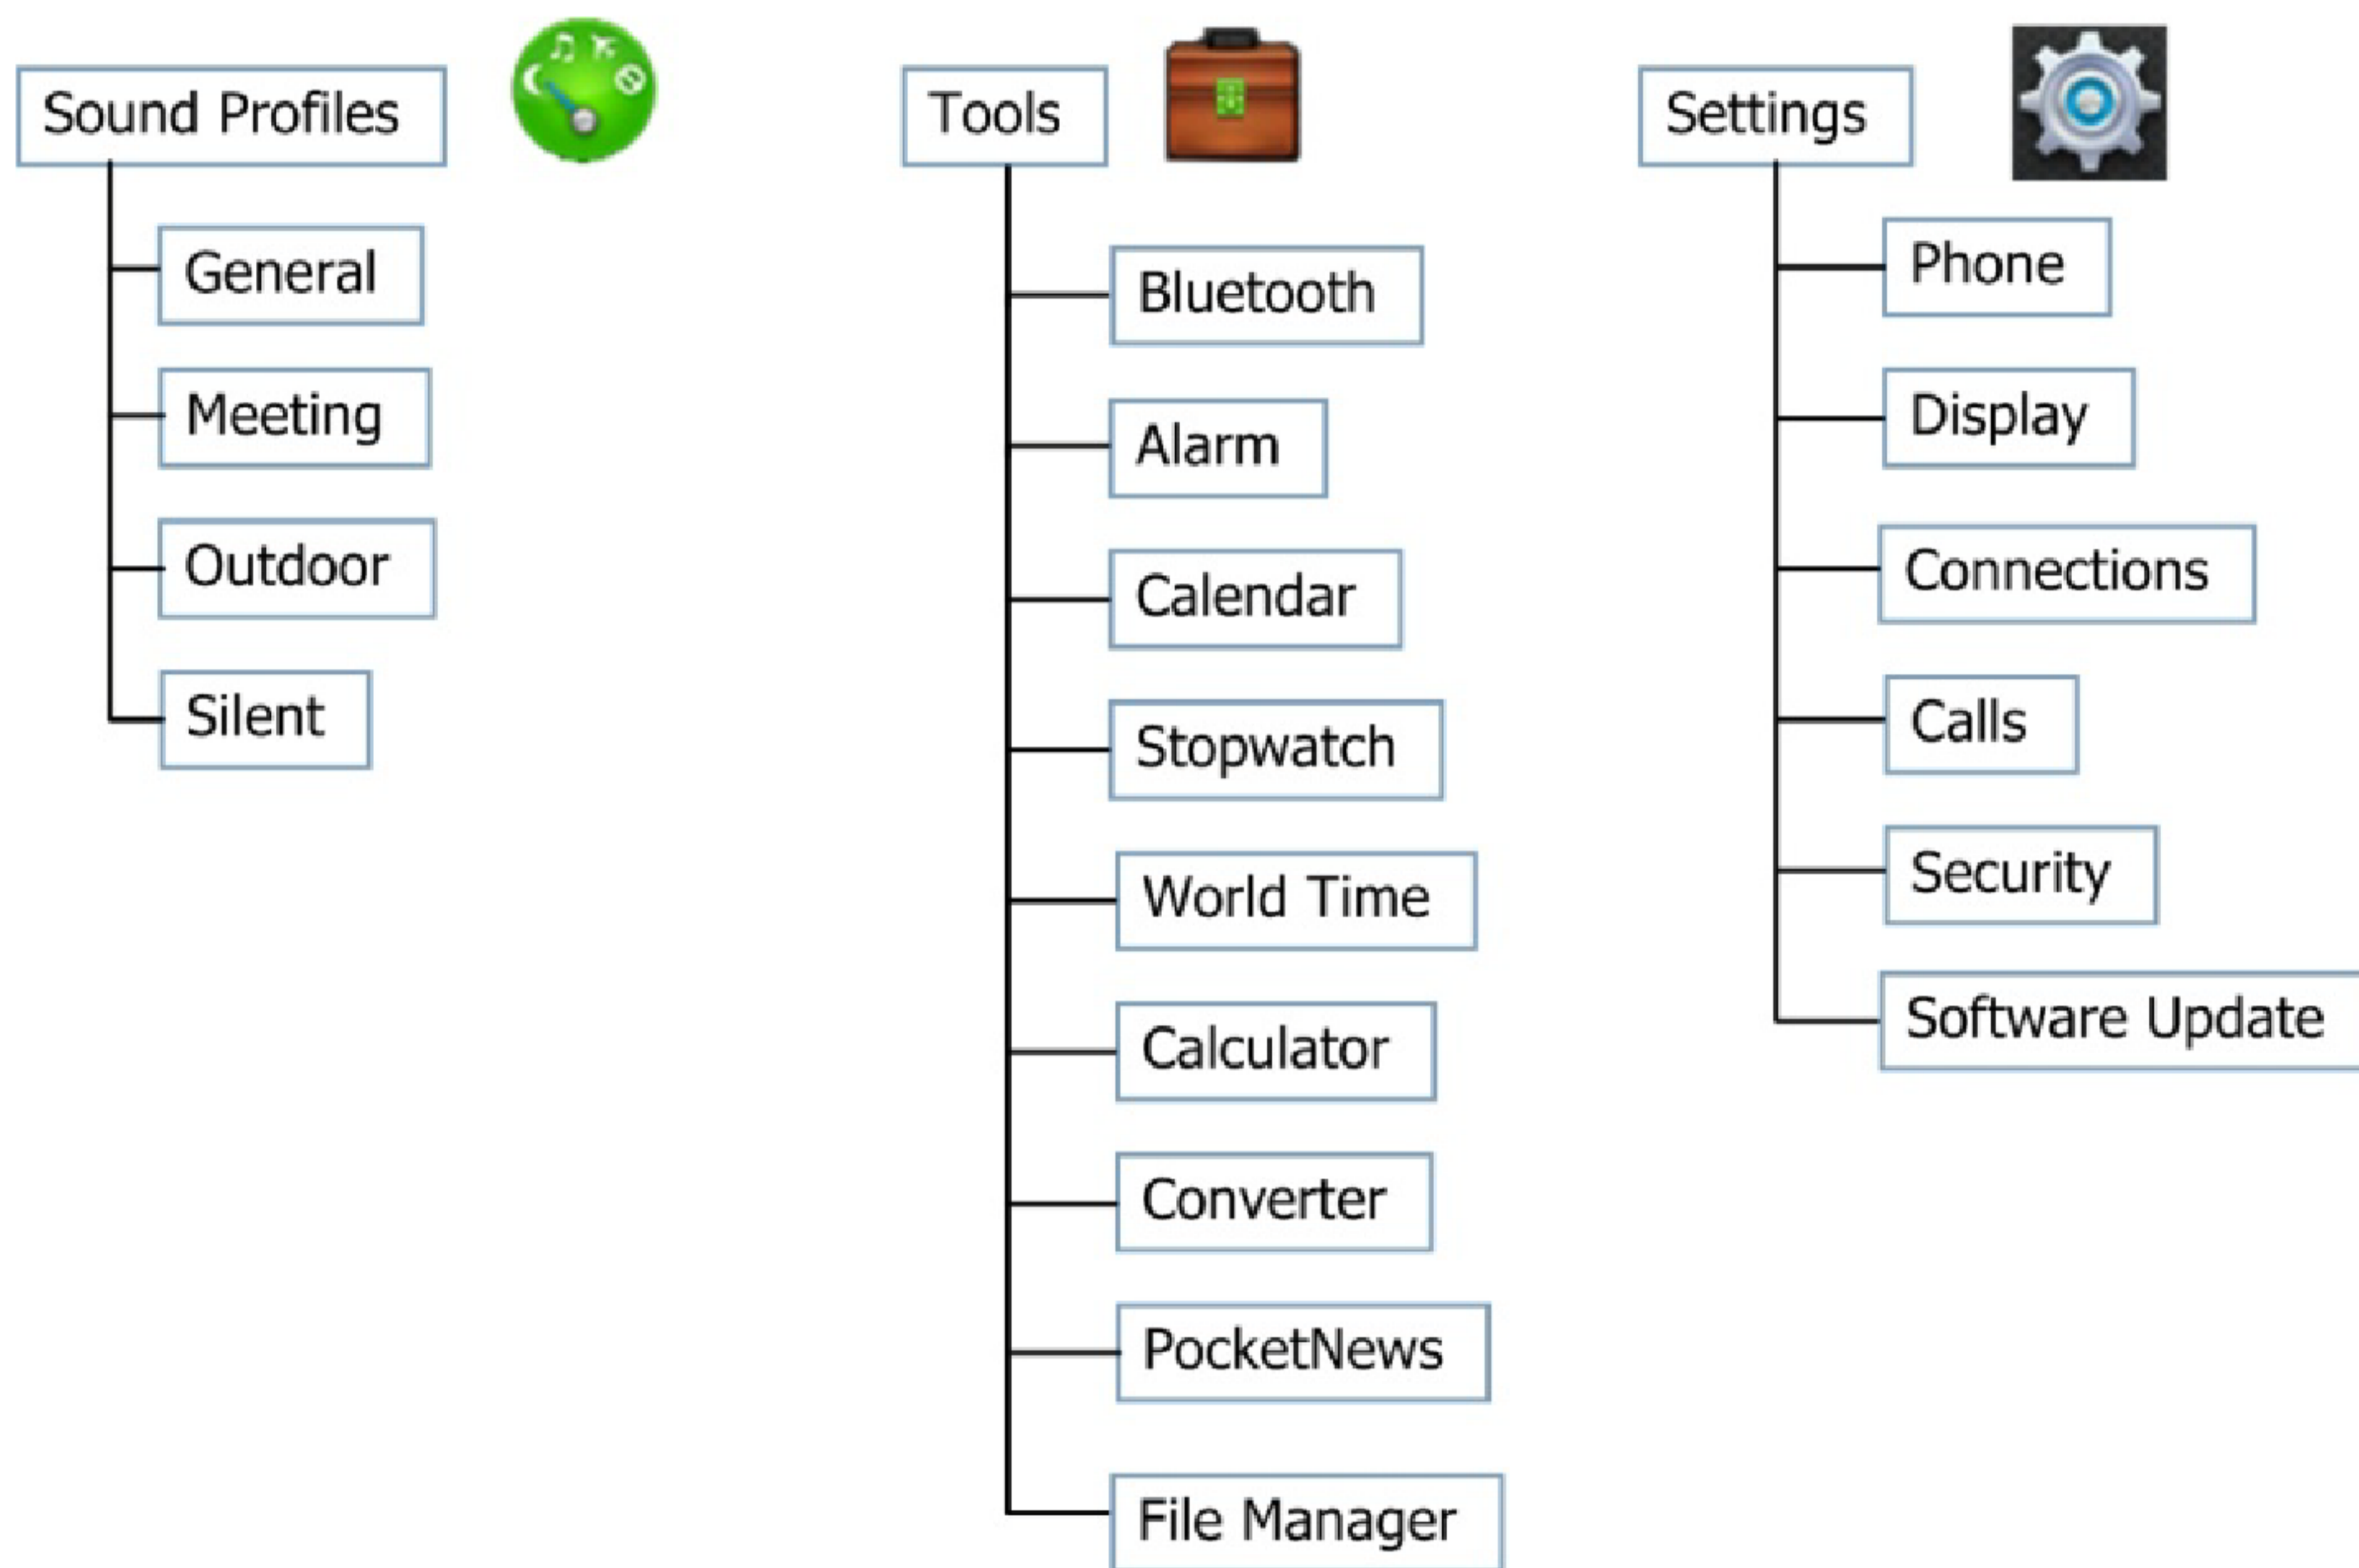 Sound Profiles
General
Meeting
Outdoor
Silent
Tools
Bluetooth
Alarm
Calendar
Stopwatch
World Time
Calculator
Converter
PocketNews
File Manager
Settings
Phone
Display
Connections
Calls
Security
Software Update